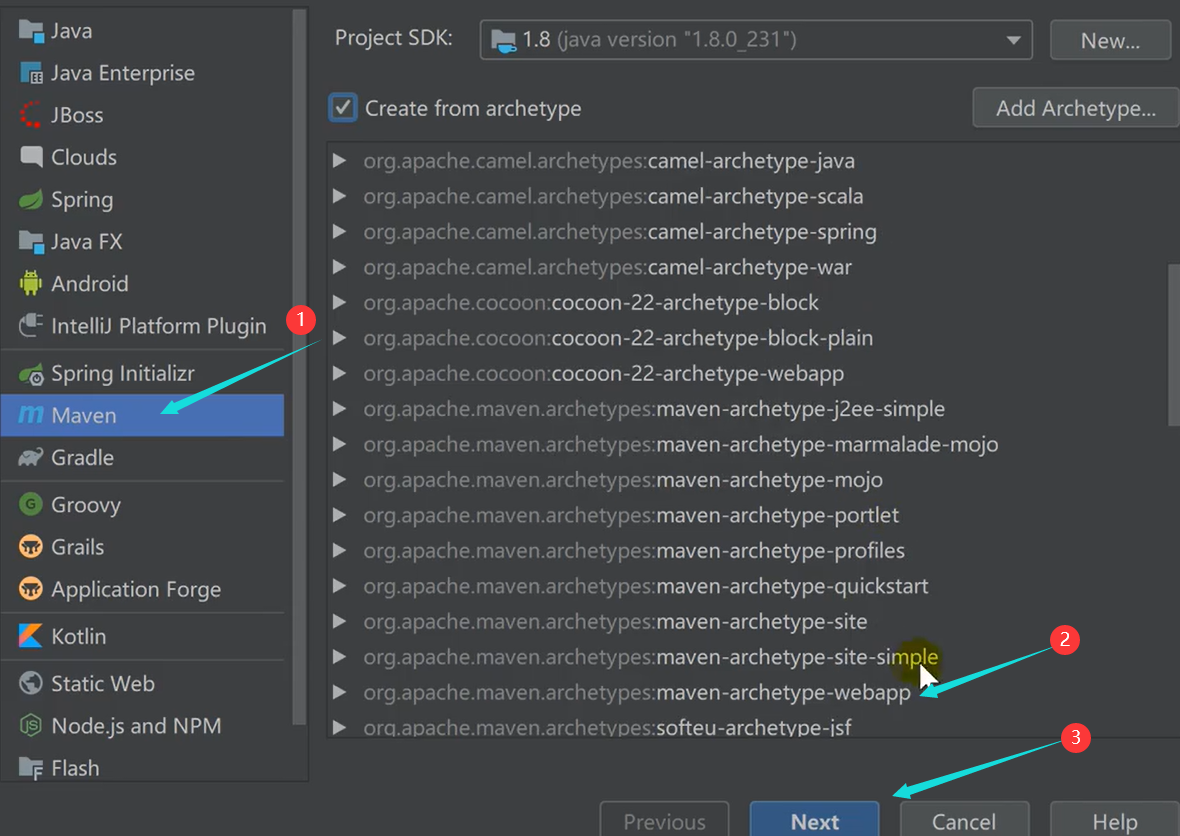 Java
Java Enterprise
JBoss
Clouds
Spring
Java FX
Android
IntelliJ Platform Plugin
1
Spring Initializr
Maven
Gradle
Groovy
Grails
Application Forge
Kotlin
Static Web
Node.js and NPM
Flash
Project SDK:
1.8 (java version "1.8.0_231")
New...
Create from archetype
Add Archetype...
org.apache.camel.archetypes:camel-archetype-java
org.apache.camel.archetypes:camel-archetype-scala
org.apache.camel.archetypes:camel-archetype-spring
org.apache.camel.archetypes:camel-archetype-war
org.apache.cocoon:cocoon-22-archetype-block
org.apache.cocoon:cocoon-22-archetype-block-plain
org.apache.cocoon:cocoon-22-archetype-webapp
org.apache.maven.archetypes:maven-archetype-j2ee-simple
org.apache.maven.archetypes:maven-archetype-marmalade-mojo
org.apache.maven.archetypes:maven-archetype-mojo
org.apache.maven.archetypes:maven-archetype-portlet
org.apache.maven.archetypes:maven-archetype-profiles
org.apache.maven.archetypes:maven-archetype-quickstart
org.apache.maven.archetypes:maven-archetype-site
org.apache.maven.archetypes:maven-archetype-site-simple
2
org.apache.maven.archetypes:maven-archetype-webapp
org.apache.maven.archetypes:softeu-archetype-jsf
3
Previous
Next
Cancel
Help